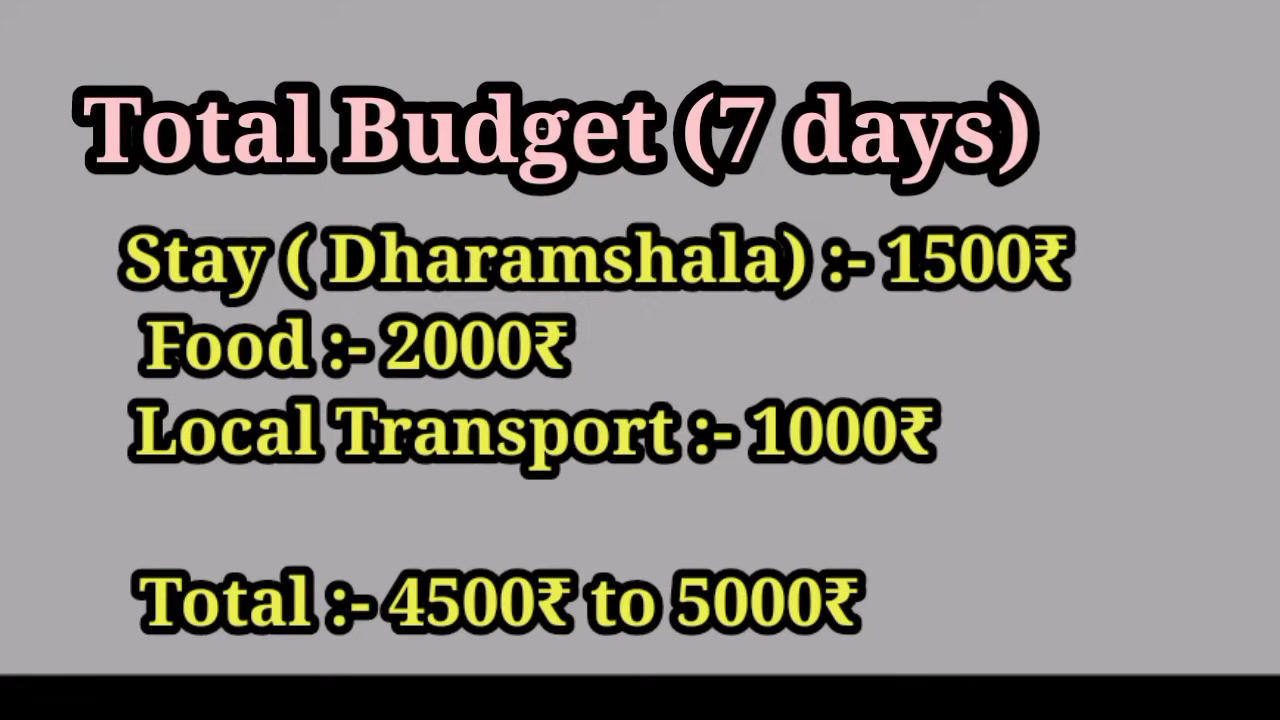 Total Budget (7 days)
Stay ( Dharamshala) :- 1500₹
Food :- 2000₹
Local Transport :- 1000₹
Total :- 4500₹ to 5000₹